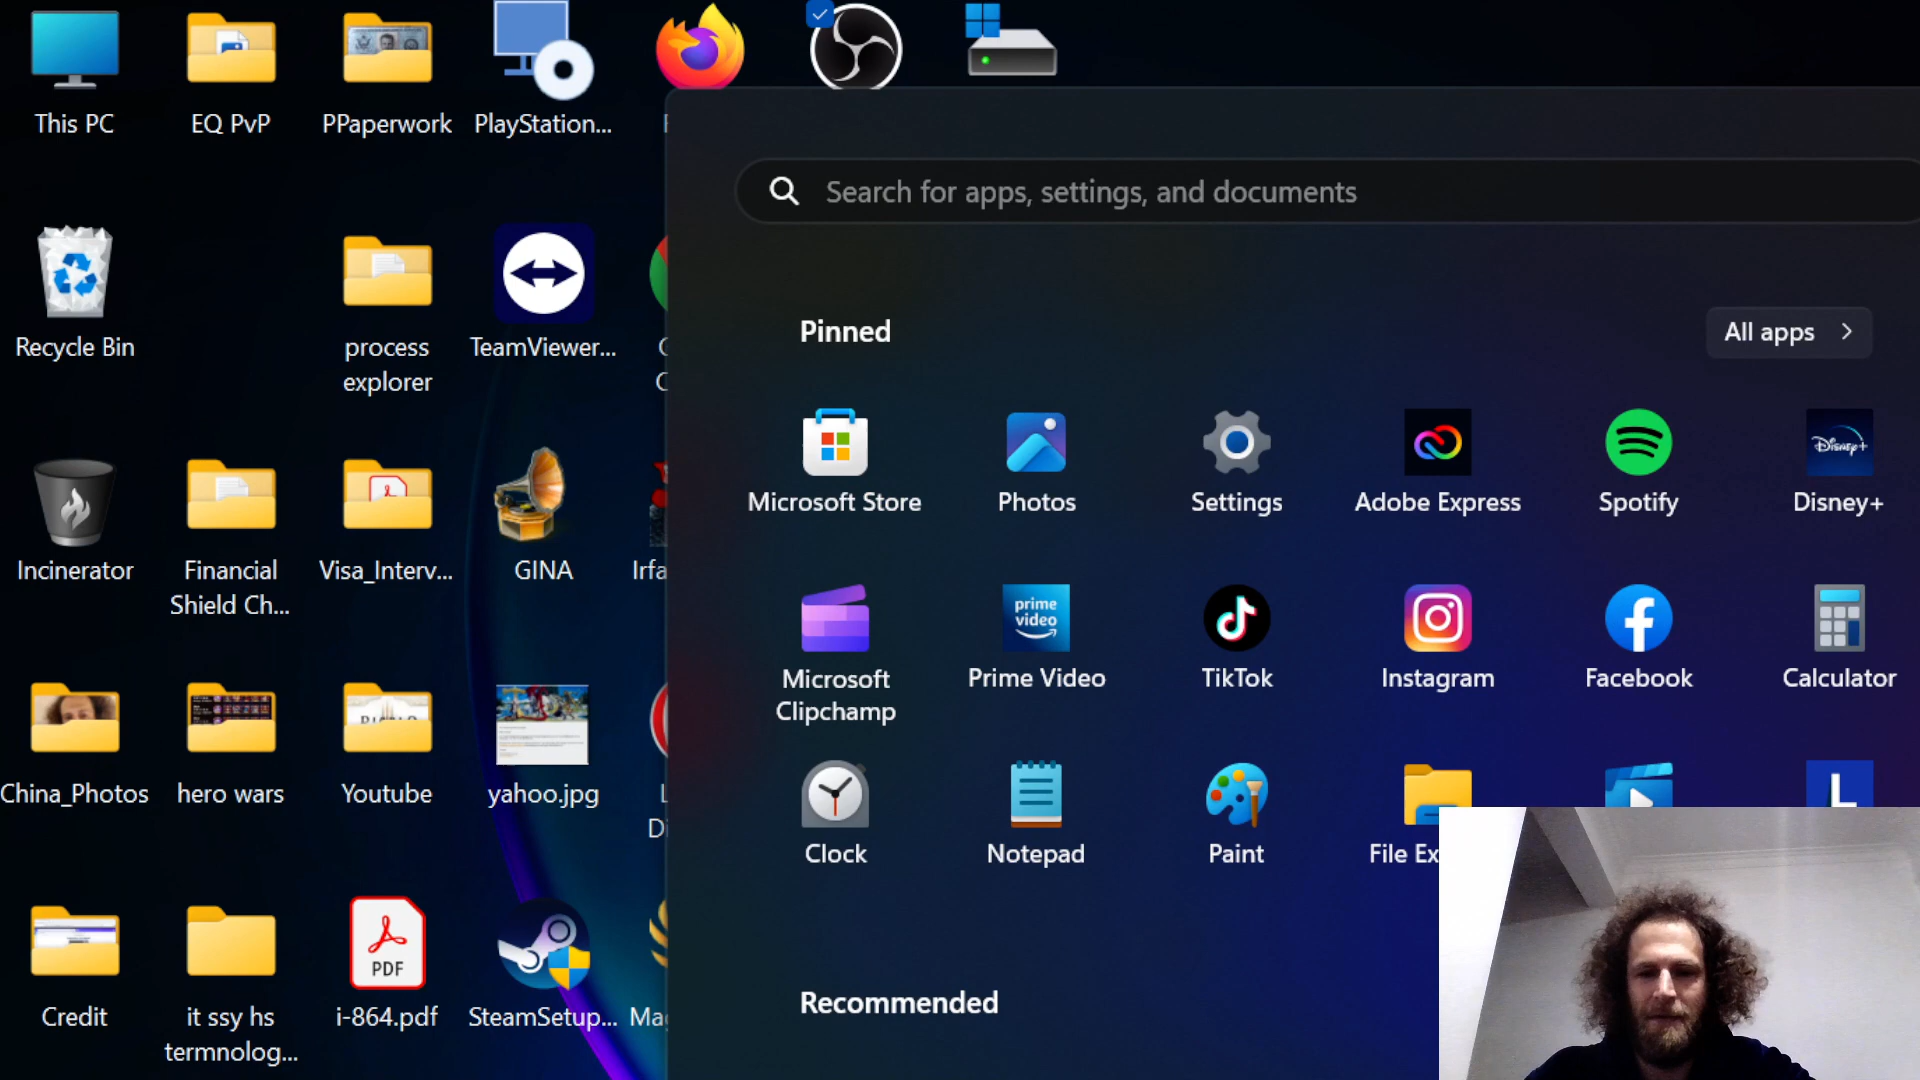 This PC
EQ PvP
PPaperwork
PlayStation...
Search for apps, settings, and documents
Recycle Bin
process
explorer
TeamViewer...
Pinned
All apps
Microsoft Store
Photos
Settings
Adobe Express
Spotify
Disney+
Disney+
Incinerator
Financial
Shield Ch...
Visa_Interv...
GINA
Irfa
prime
video
Microsoft
Clipchamp
Prime Video
TikTok
Instagram
Facebook
Calculator
China_Photos
hero wars
Youtube
yahoo.jpg
L
Di
L
Clock
Notepad
Paint
File Ex
PDF
Credit
it ssy hs
termnolog...
i-864.pdf
SteamSetup...
Mag
Recommended